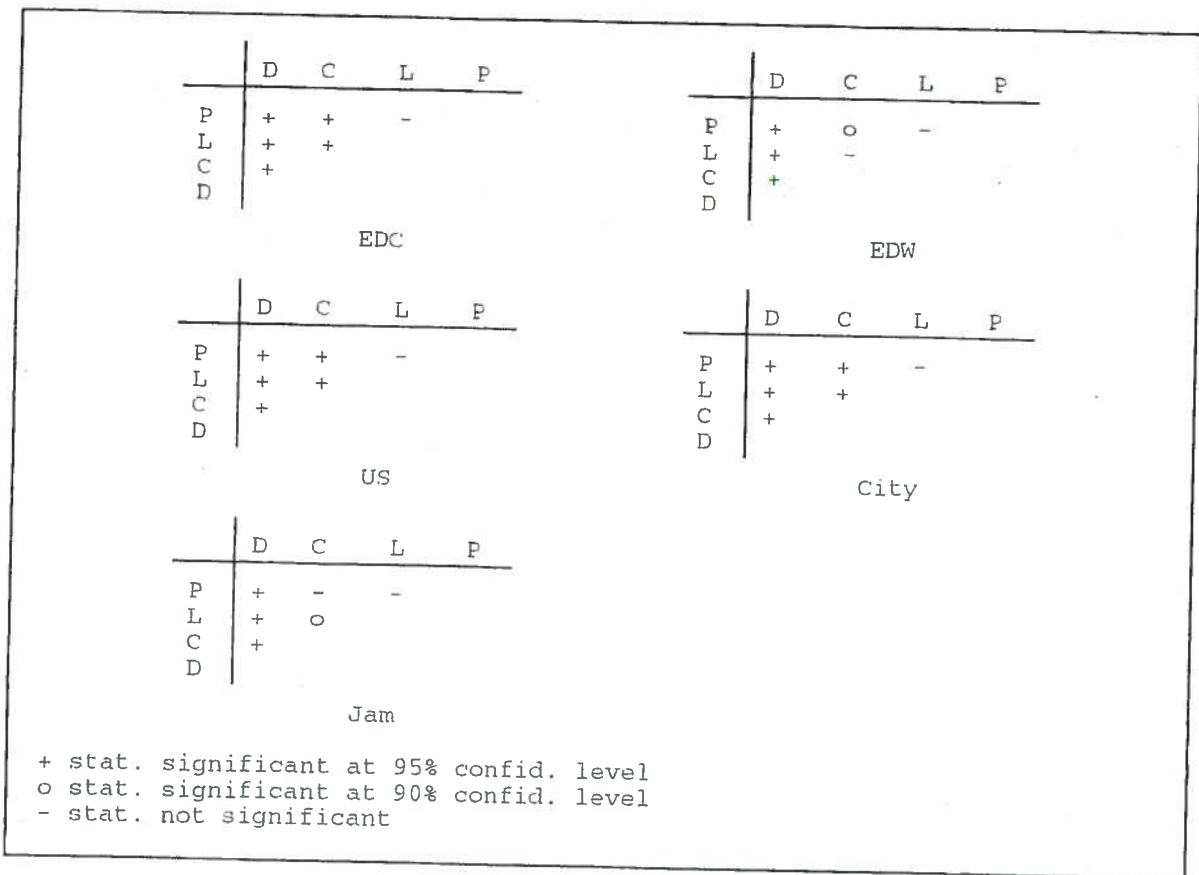 D C L P
P + + -
L + +
C +
D
EDC
D C L P
P + o -
L + -
C +
D
EDW
D C L P
P + + -
L + +
C +
D
US
D C L P
P + + -
L + +
C +
D
City
D C L P
P + - -
L + o
C +
D
Jam
+ stat. significant at 95% confid. level
o stat. significant at 90% confid. level
- stat. not significant